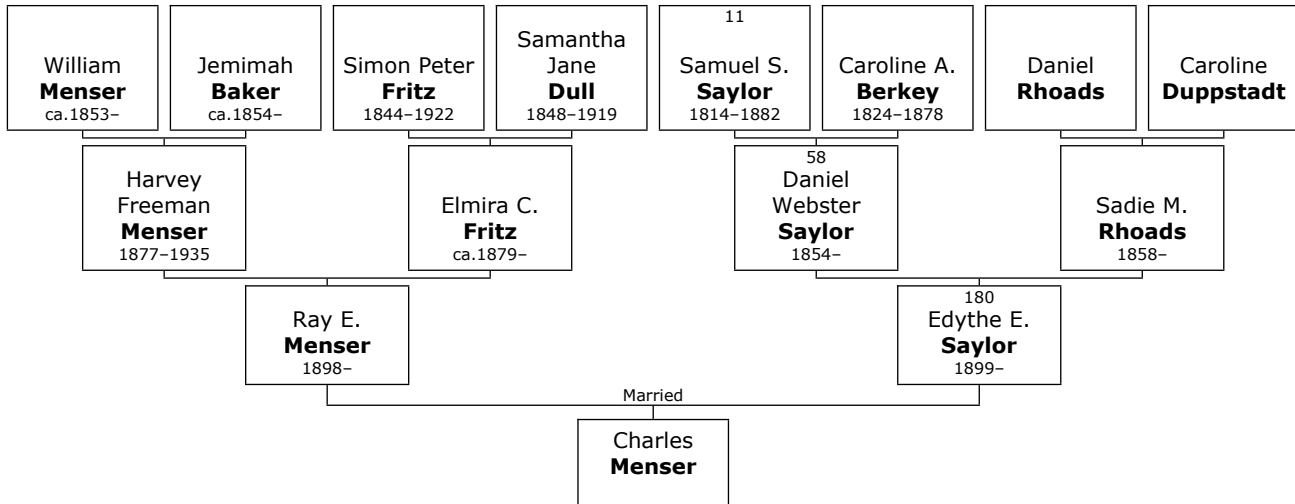 William
Menser
ca.1853–
Jemimah
Baker
ca.1854–
Simon Peter
Fritz
1844–1922
Samantha
Jane
Dull
1848–1919
11
Samuel S.
Saylor
1814–1882
Caroline A.
Berkey
1824–1878
Daniel
Rhoads
Caroline
Duppstadt
Harvey
Freeman
Menser
1877–1935
Elmira C.
Fritz
ca.1879–
58
Daniel
Webster
Saylor
1854–
Sadie M.
Rhoads
1858–
Ray E.
Menser
1898–
180
Edythe E.
Saylor
1899–
Married
Charles
Menser